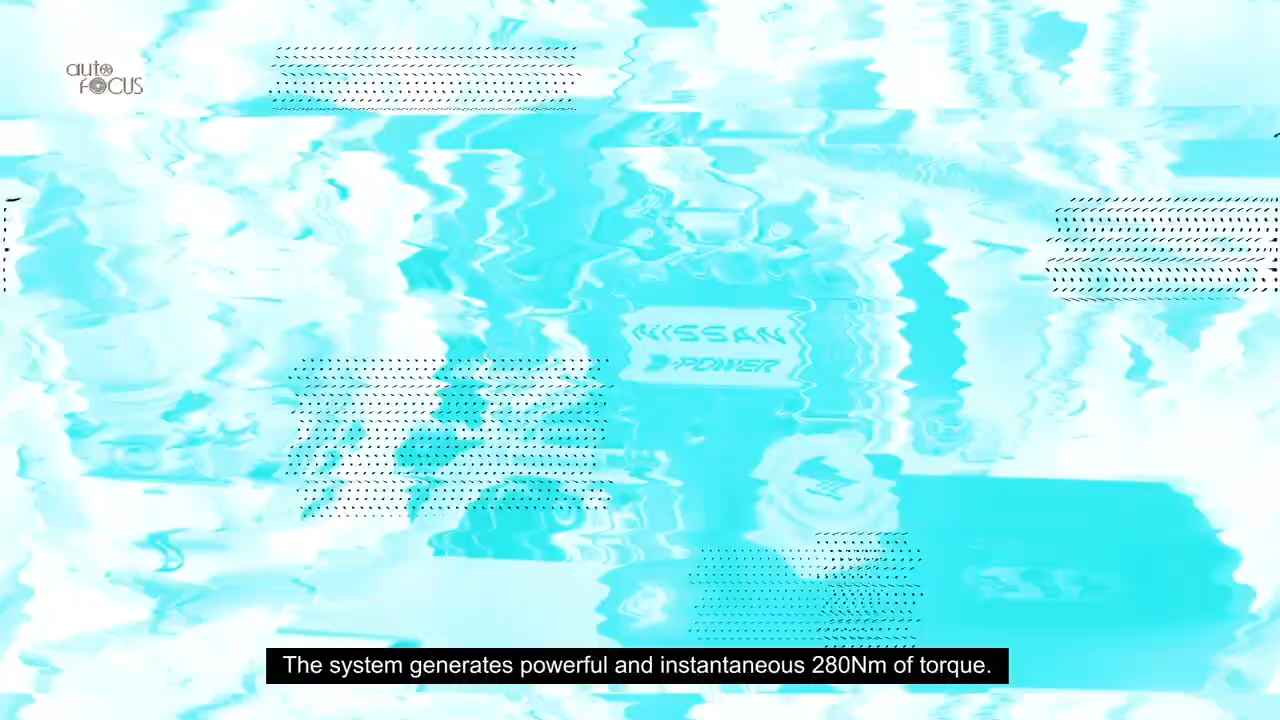 auto
FOCUS
NISSAN
e-POWER
The system generates powerful and instantaneous 280Nm of torque.